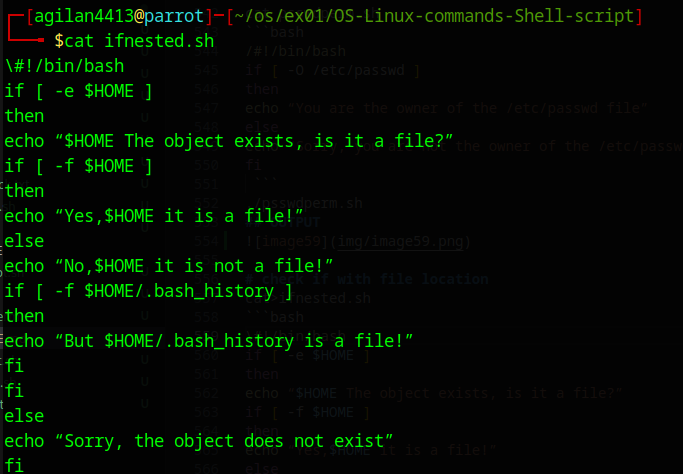 [agilan4413@parrot]-[~/os/ex01/OS-Linux-commands-Shell-script]
$cat ifnested.sh
\#!/bin/bash
if [ -e $HOME ]
then
echo “$HOME The object exists, is it a file?”
if [ -f $HOME ]
then
echo “Yes,$HOME it is a file!”
else
echo “No,$HOME it is not a file!”
if [ -f $HOME/.bash_history ]
then
echo “But $HOME/.bash_history is a file!”
fi
fi
else
echo “Sorry, the object does not exist”
fi